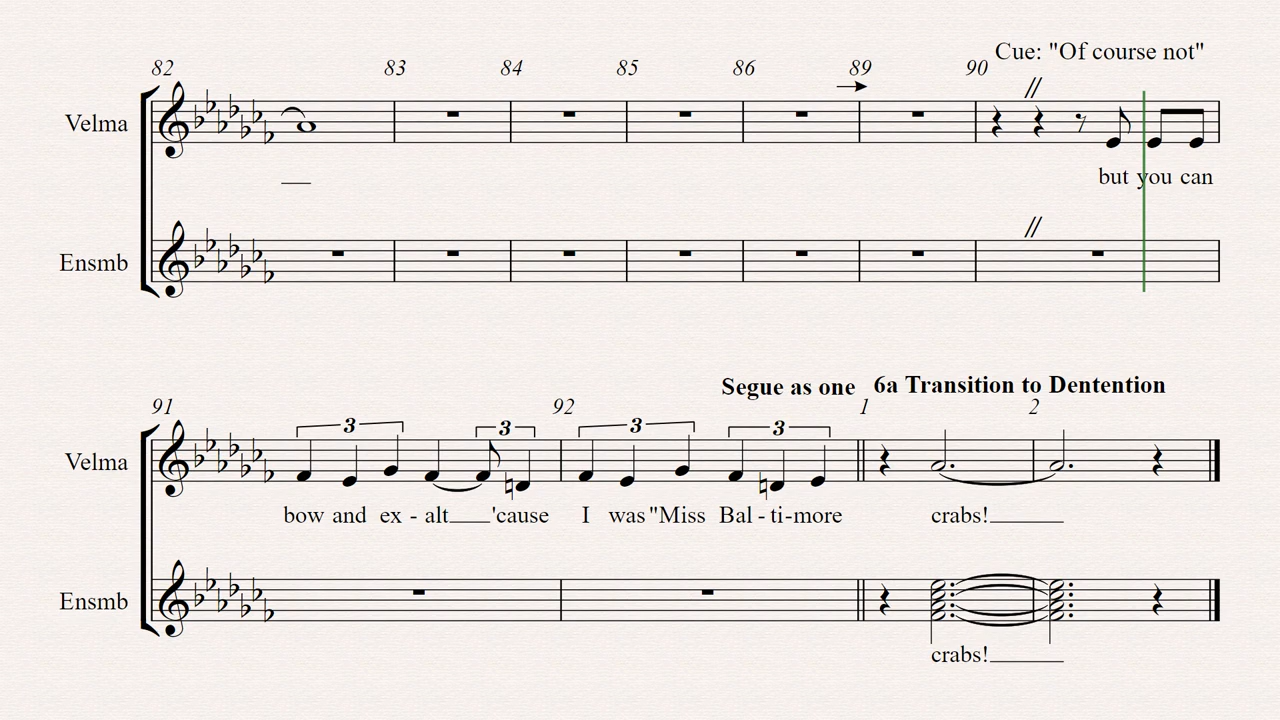 Cue: "Of course not"
82 83 84 85 86 89 90
Velma
but you can
Ensmb
Segue as one 6a Transition to Dentention
91 92 1 2
3 3 3 3
Velma
bow and ex - alt 'cause I was "Miss Bal - ti - more crabs!
Ensmb
crabs!